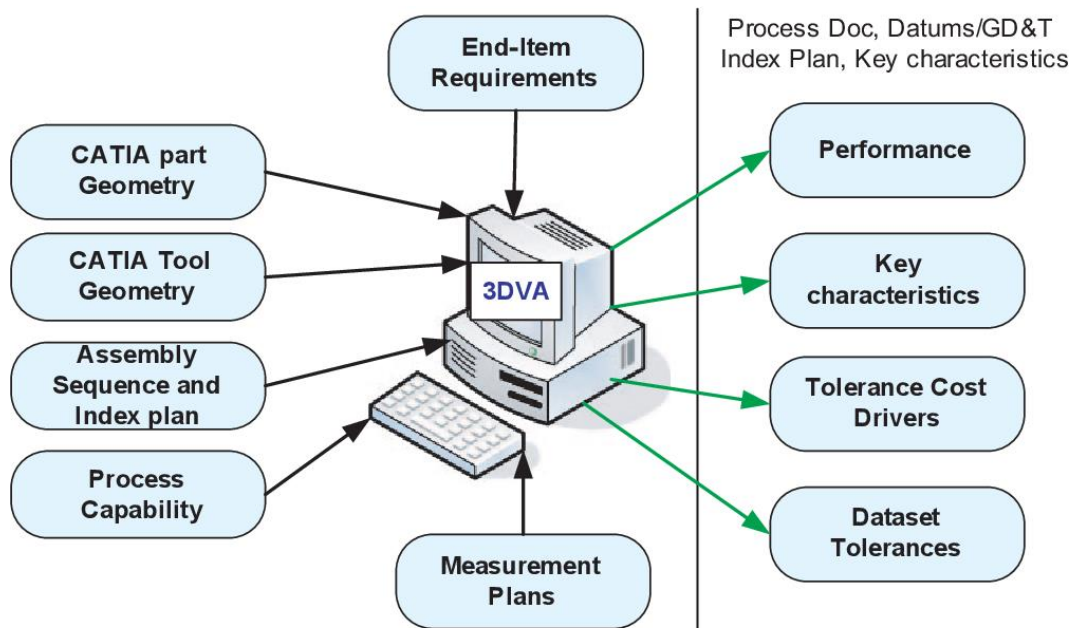 End-Item
Requirements
Process Doc, Datums/GD&T
Index Plan, Key characteristics
CATIA part
Geometry
CATIA Tool
Geometry
Assembly
Sequence and
Index plan
Process
Capability
3DVA
Measurement
Plans
Performance
Key
characteristics
Tolerance Cost
Drivers
Dataset
Tolerances